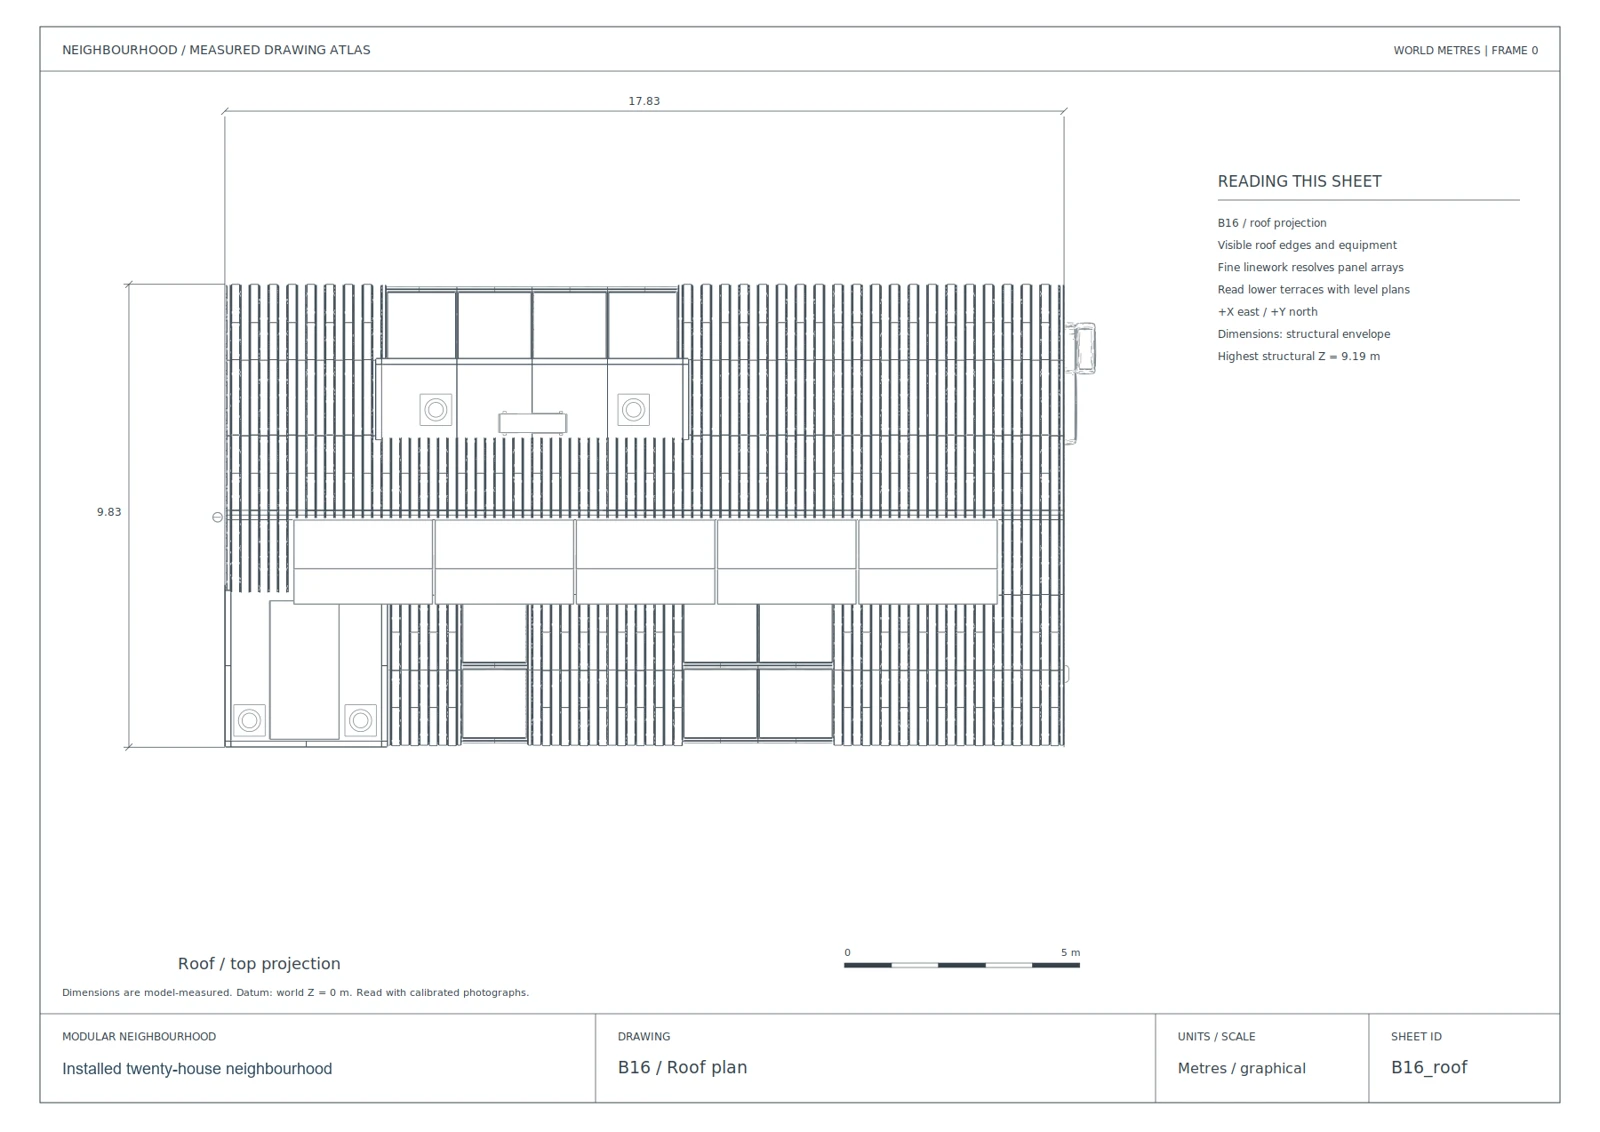 NEIGHBOURHOOD / MEASURED DRAWING ATLAS
WORLD METRES | FRAME 0
17.83
READING THIS SHEET
B16 / roof projection
Visible roof edges and equipment
Fine linework resolves panel arrays
Read lower terraces with level plans
+X east / +Y north
Dimensions: structural envelope
Highest structural Z = 9.19 m
9.83
0
5 m
Roof / top projection
Dimensions are model-measured. Datum: world Z = 0 m. Read with calibrated photographs.
MODULAR NEIGHBOURHOOD
Installed twenty-house neighbourhood
DRAWING
B16 / Roof plan
UNITS / SCALE
Metres / graphical
SHEET ID
B16_roof